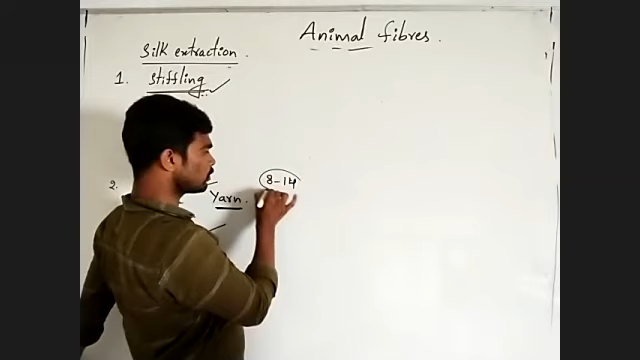 Animal fibres.
Silk extraction.
1. Stiffling
2.
8-14
Yarn.